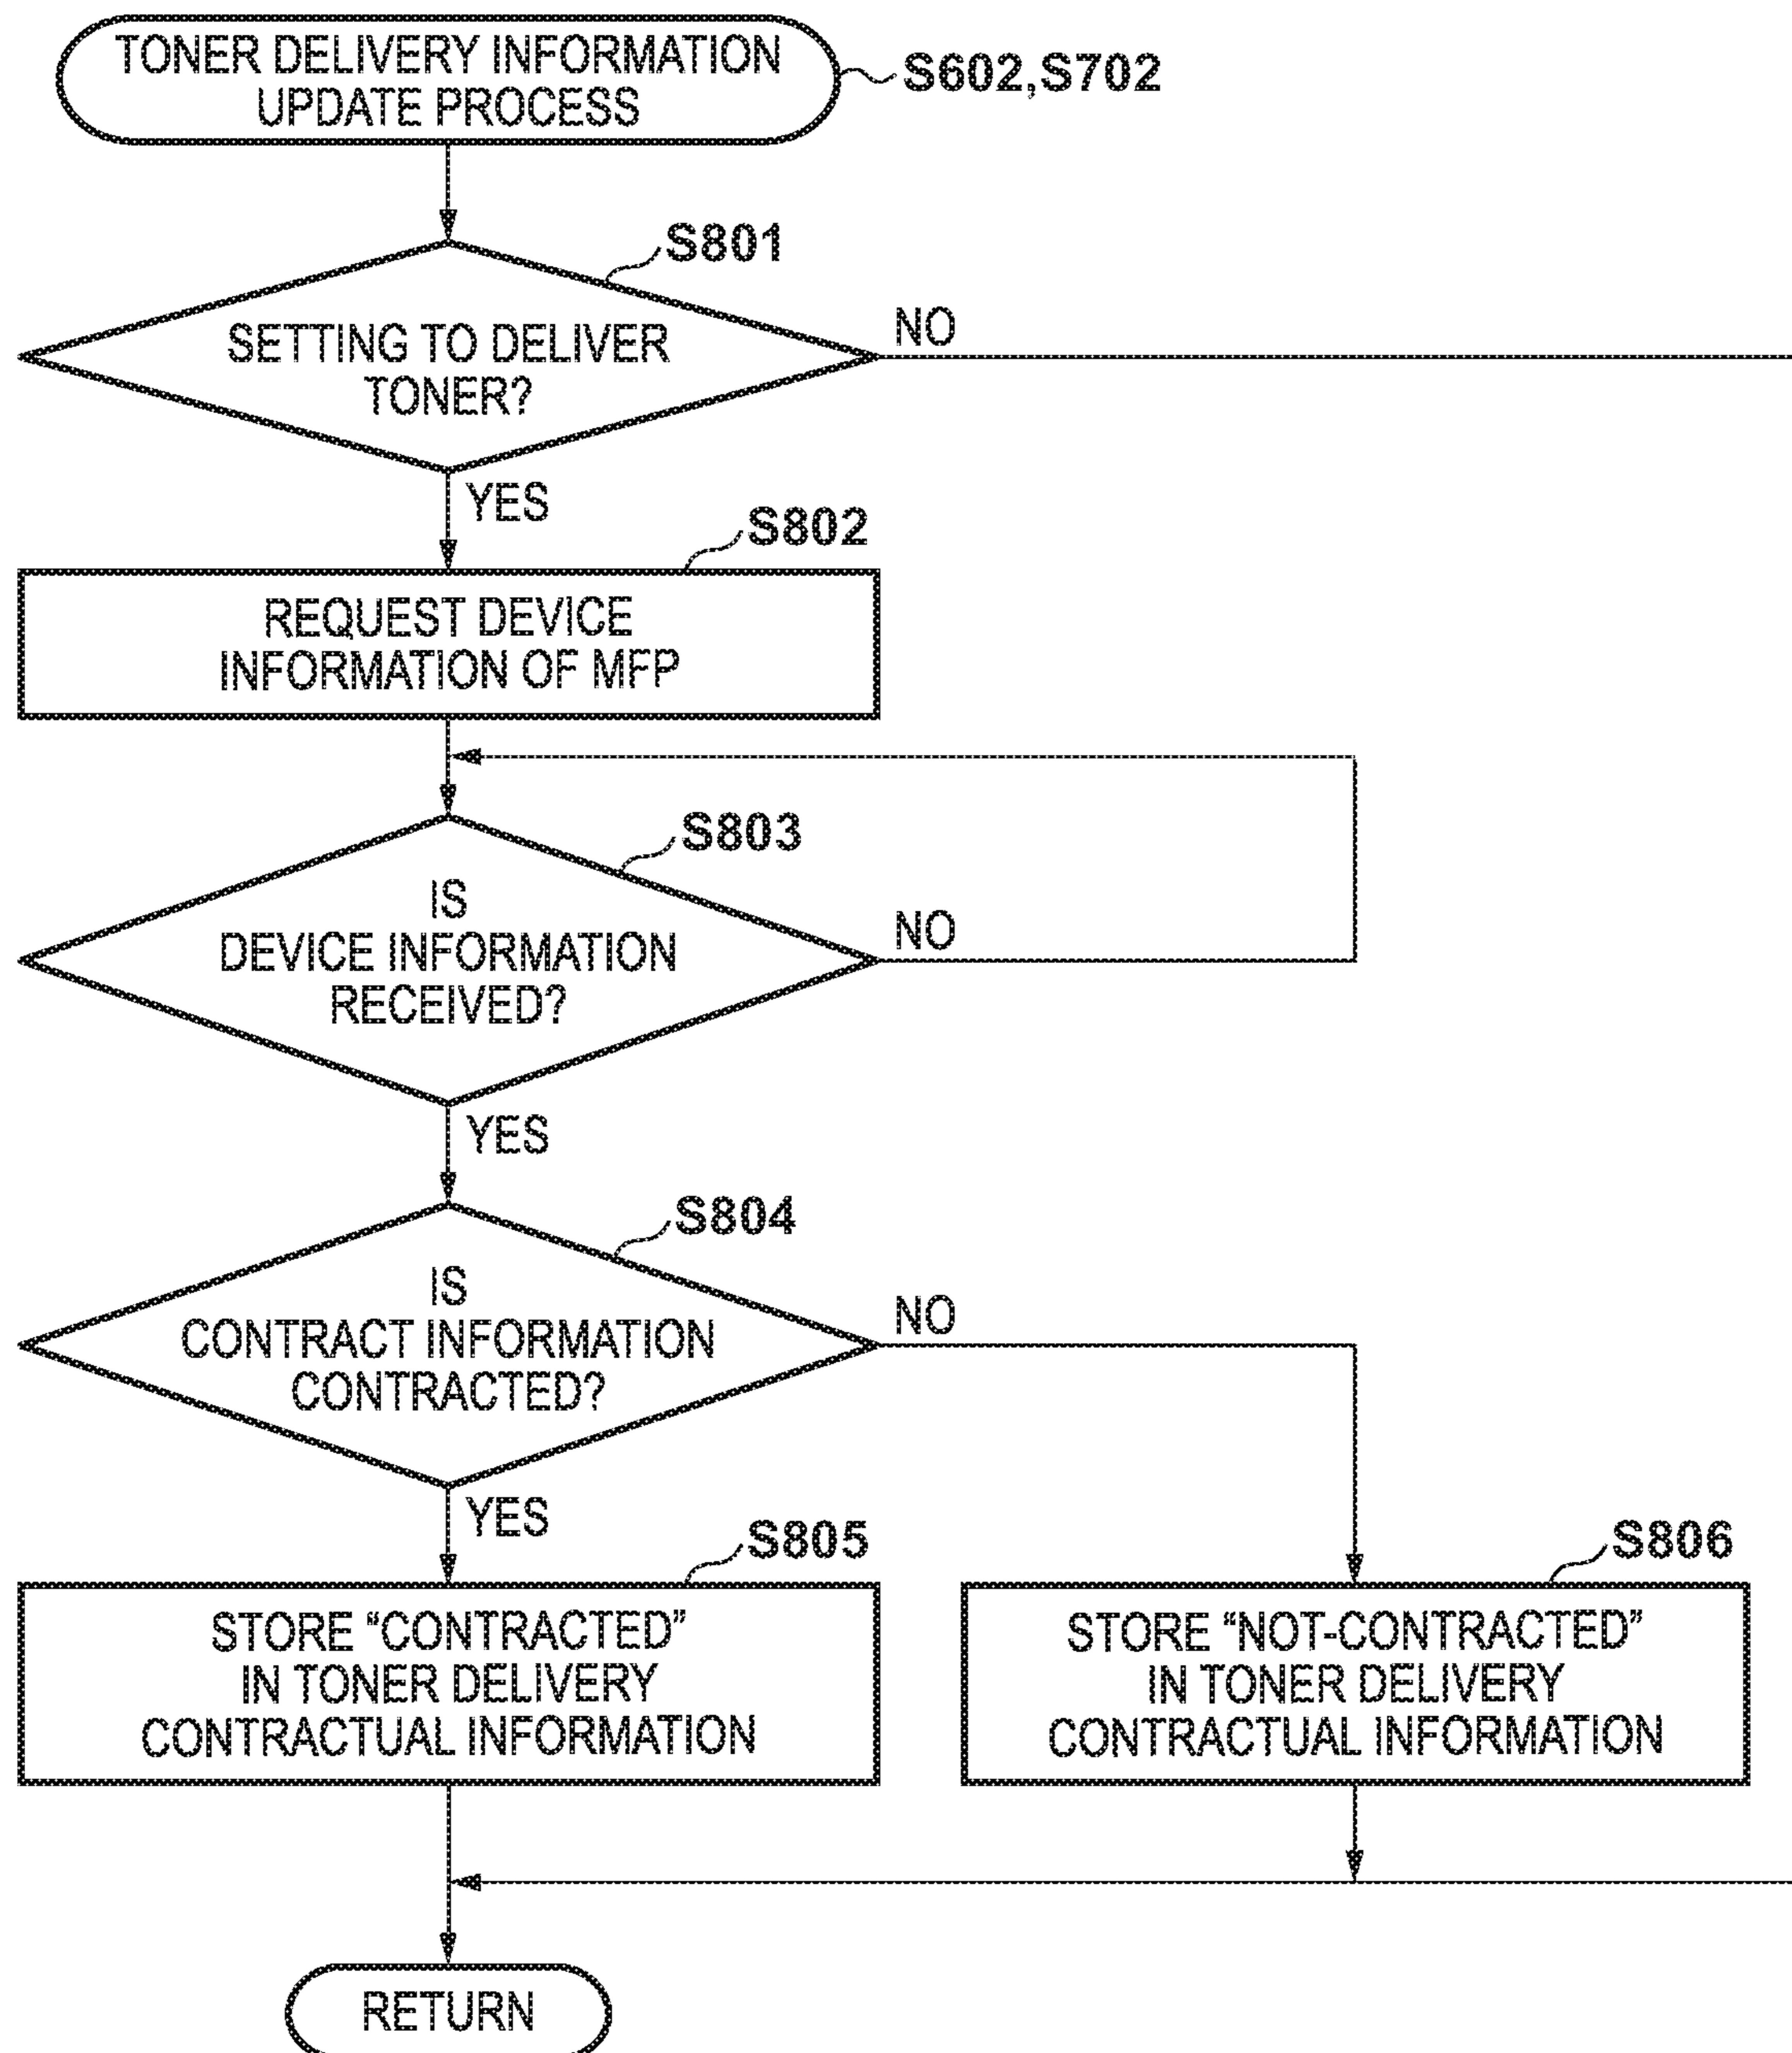 TONER DELIVERY INFORMATION
UPDATE PROCESS
S602,S702
S801
SETTING TO DELIVER
TONER?
NO
YES
S802
REQUEST DEVICE
INFORMATION OF MFP
S803
IS
DEVICE INFORMATION
RECEIVED?
NO
YES
S804
IS
CONTRACT INFORMATION
CONTRACTED?
NO
YES
S805
STORE “CONTRACTED”
IN TONER DELIVERY
CONTRACTUAL INFORMATION
S806
STORE “NOT-CONTRACTED”
IN TONER DELIVERY
CONTRACTUAL INFORMATION
RETURN